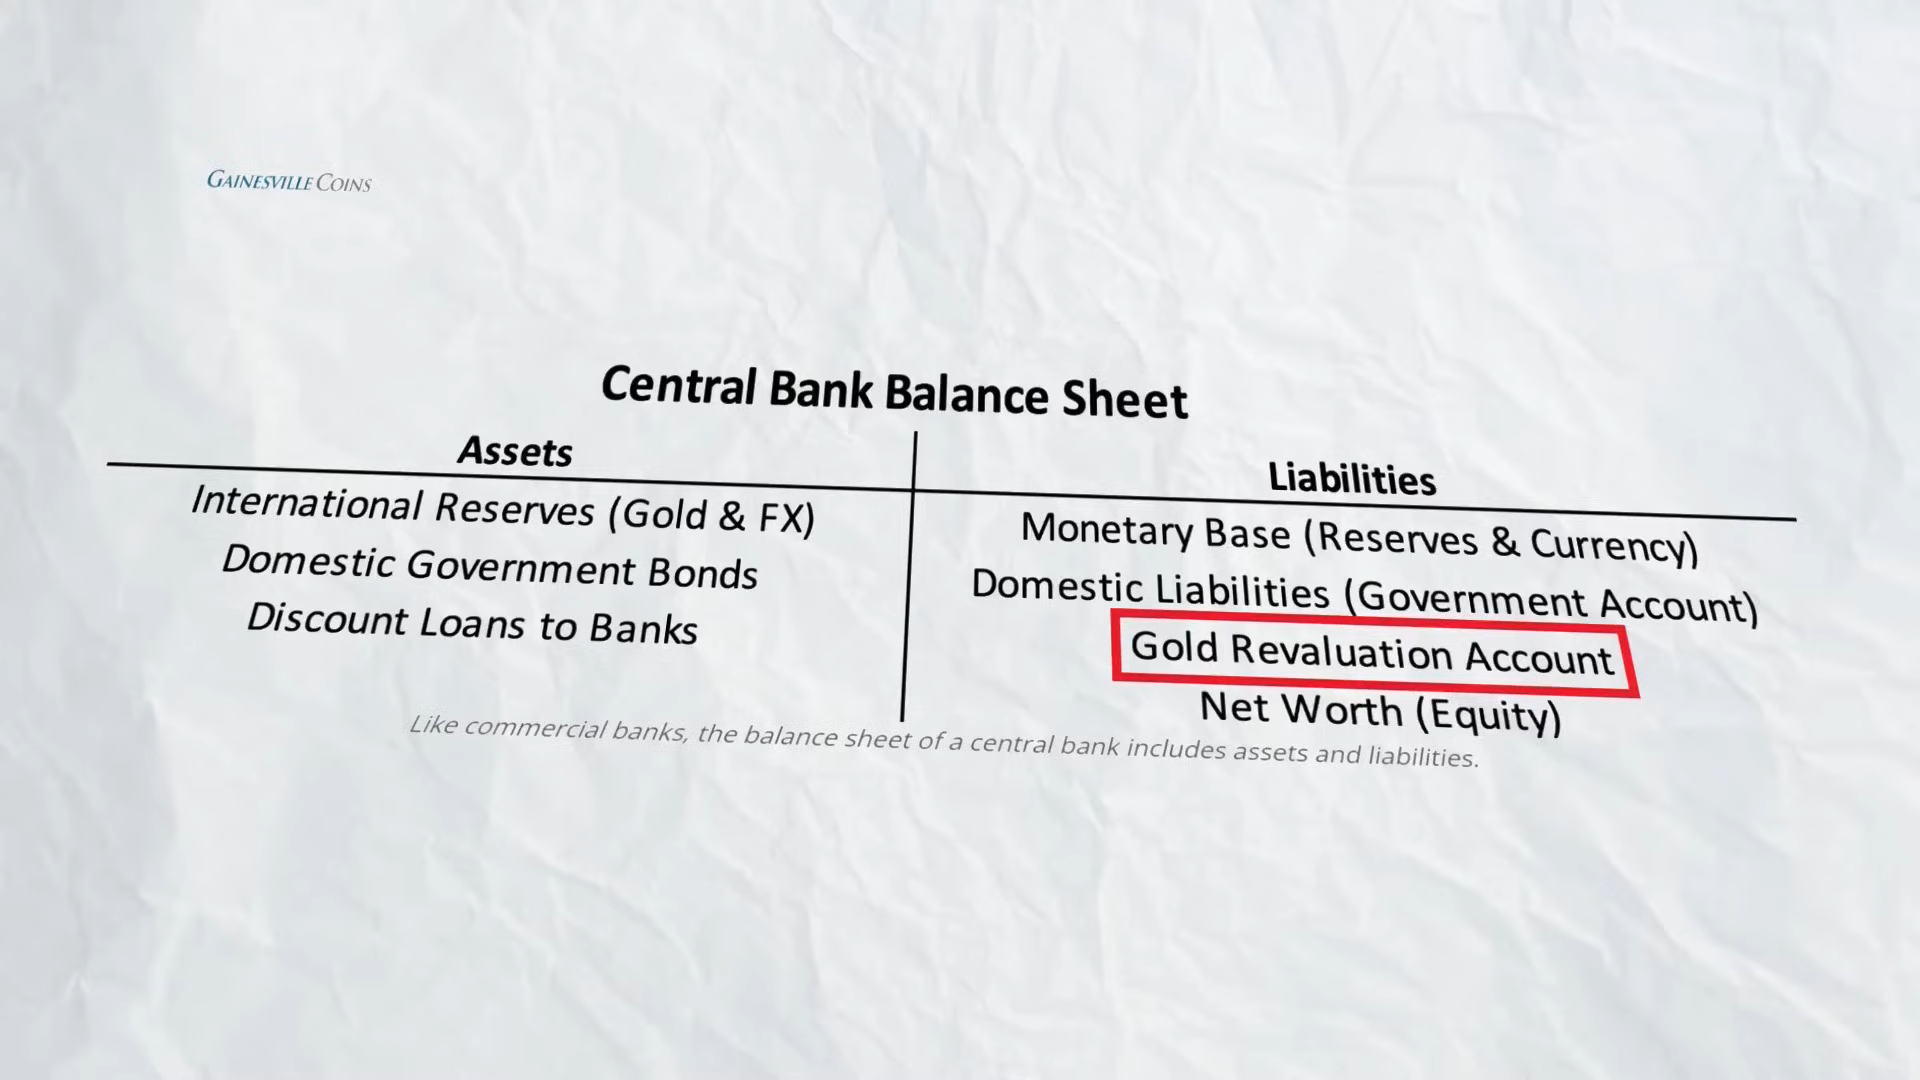 GAINESVILLE COINS
Central Bank Balance Sheet
Assets
Liabilities
International Reserves (Gold & FX)
Domestic Government Bonds
Discount Loans to Banks
Monetary Base (Reserves & Currency)
Domestic Liabilities (Government Account)
Gold Revaluation Account
Net Worth (Equity)
Like commercial banks, the balance sheet of a central bank includes assets and liabilities.